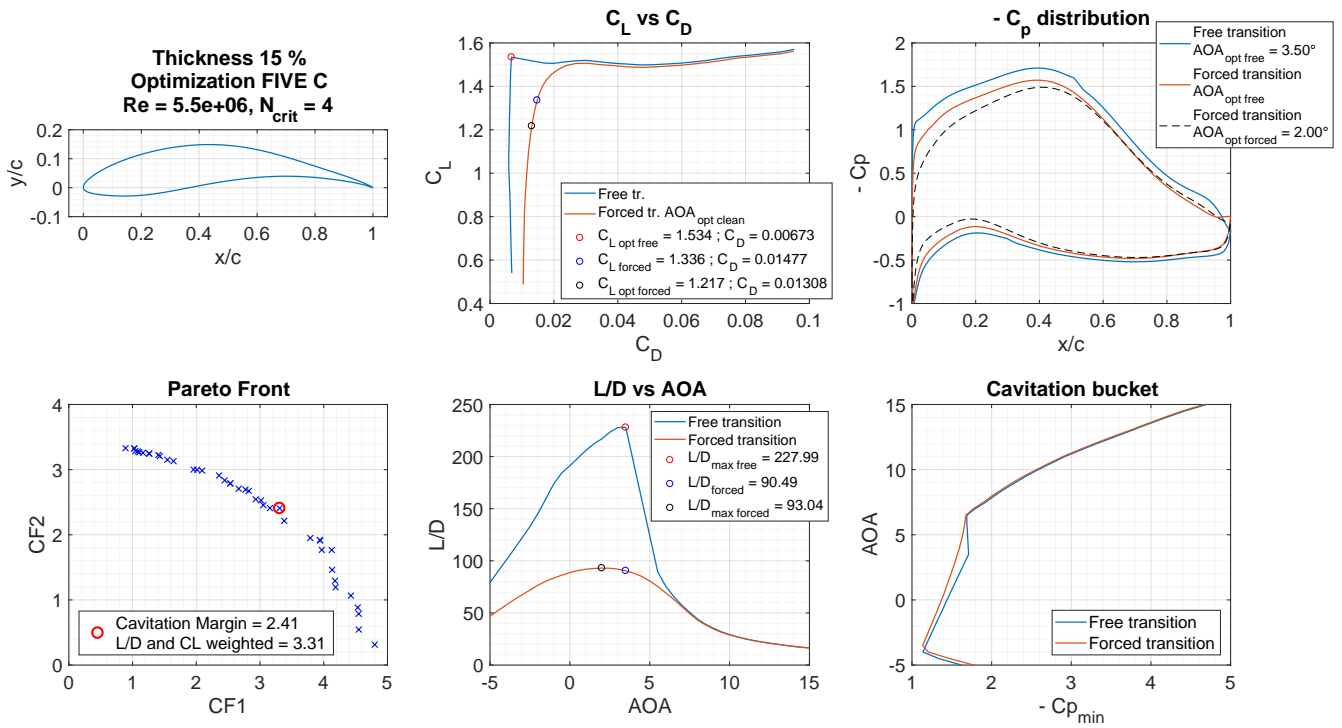 Thickness 15 %
Optimization FIVE C
Re = 5.5e+06, N_crit = 4
y/c
0.2
0.1
0
-0.1
0
0.2
0.4
0.6
0.8
1
x/c
C_L vs C_D
C_L
1.6
1.4
1.2
1
0.8
0.6
0.4
0
0.02
0.04
0.06
0.08
0.1
C_D
Free tr.
Forced tr. AOA_opt clean
C_L opt free = 1.534 ; C_D = 0.00673
C_L forced = 1.336 ; C_D = 0.01477
C_L opt forced = 1.217 ; C_D = 0.01308
- C_p distribution
- Cp
2
1.5
1
0.5
0
-0.5
-1
0
0.2
0.4
0.6
0.8
1
x/c
Free transition
AOA_opt free = 3.50°
Forced transition
AOA_opt free
Forced transition
AOA_opt forced = 2.00°
Pareto Front
CF2
4
3
2
1
0
0
1
2
3
4
5
CF1
Cavitation Margin = 2.41
L/D and CL weighted = 3.31
L/D vs AOA
L/D
250
200
150
100
50
0
-5
0
5
10
15
AOA
Free transition
Forced transition
L/D_max free = 227.99
L/D_forced = 90.49
L/D_max forced = 93.04
Cavitation bucket
AOA
15
10
5
0
-5
1
2
3
4
5
- Cp_min
Free transition
Forced transition